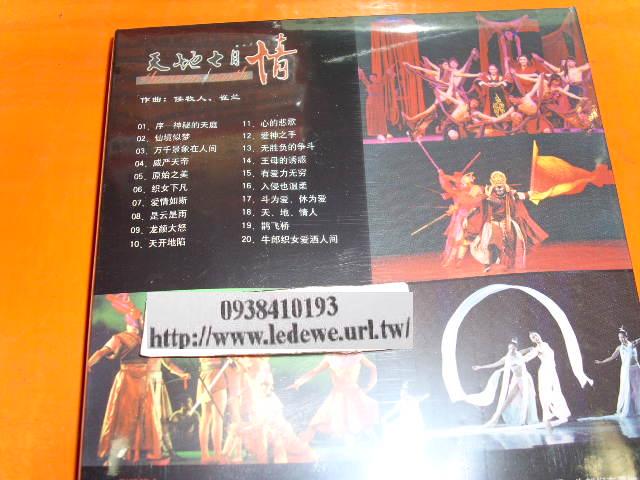 天地七月情
作曲：任牧人、崔兰
01、序－神秘的天庭
02、仙境似梦
03、万千景象在人间
04、威严天帝
05、原始之美
06、织女下凡
07、爱情如斯
08、是云是雨
09、龙颜大怒
10、天开地陷
11、心的悲歌
12、爱神之手
13、无胜负的争斗
14、王母的诱惑
15、有爱力无穷
16、入侵也温柔
17、斗为爱、休为爱
18、天、地、情人
19、鹊飞桥
20、牛郎织女爱洒人间
0938410193
http://www.ledewe.url.tw/